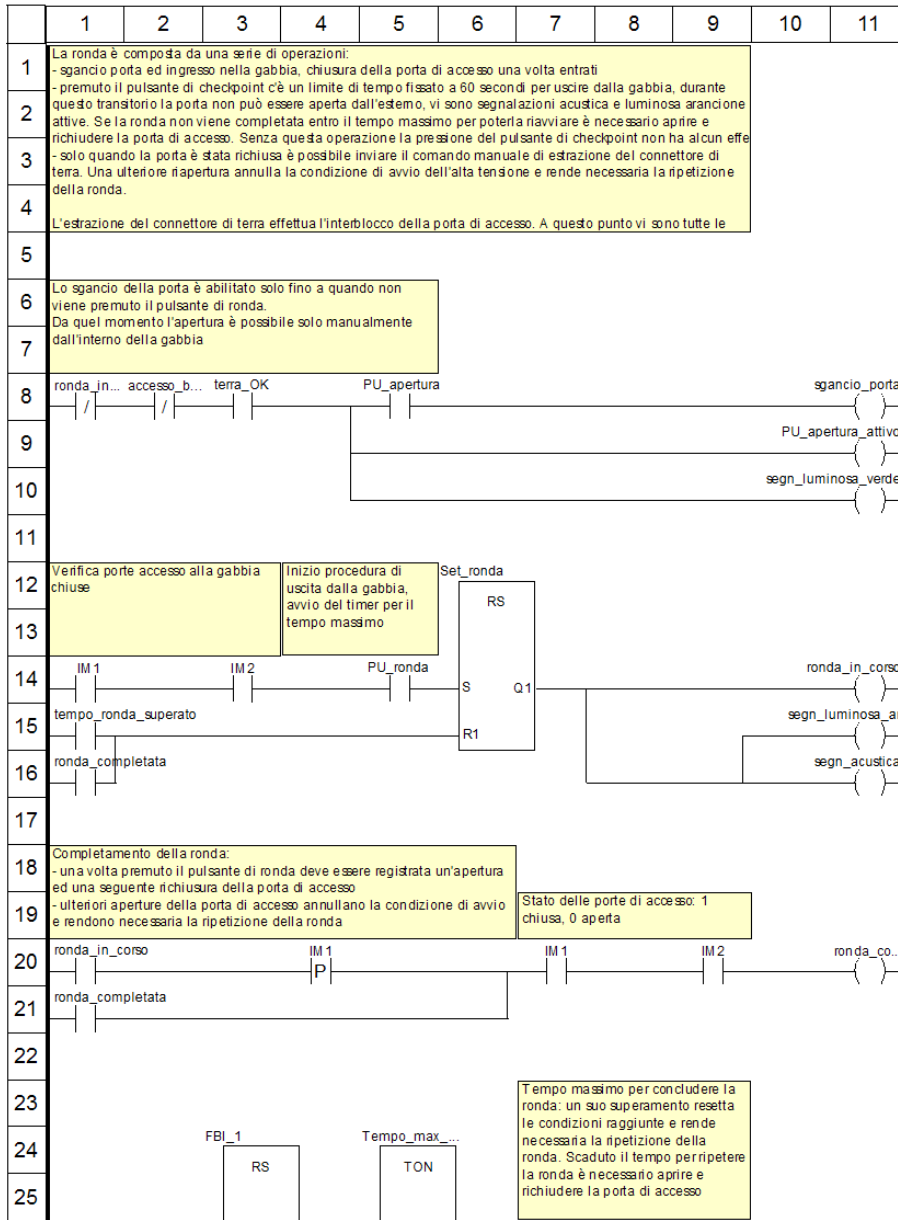 1 2 3 4 5 6 7 8 9 10 11
1
2
3
4
La ronda è composta da una serie di operazioni:
- sgancio porta ed ingresso nella gabbia, chiusura della porta di accesso una volta entrati
- premuto il pulsante di checkpoint c'è un limite di tempo fissato a 60 secondi per uscire dalla gabbia, durante
questo transitorio la porta non può essere aperta dall'esterno, vi sono segnalazioni acustica e luminosa arancione
attive. Se la ronda non viene completata entro il tempo massimo per poterla riavviare è necessario aprire e
richiudere la porta di accesso. Senza questa operazione la pressione del pulsante di checkpoint non ha alcun effe
- solo quando la porta è stata richiusa è possibile inviare il comando manuale di estrazione del connettore di
terra. Una ulteriore riapertura annulla la condizione di avvio dell'alta tensione e rende necessaria la ripetizione
della ronda.
L'estrazione del connettore di terra effettua l'interblocco della porta di accesso. A questo punto vi sono tutte le
5
6
7
Lo sgancio della porta è abilitato solo fino a quando non
viene premuto il pulsante di ronda.
Da quel momento l'apertura è possibile solo manualmente
dall'interno della gabbia
8
ronda_in... accesso_b... terra_OK PU_apertura sgancio_porta
/ /
9
PU_apertura_attivo
10
segn_luminosa_verde
11
12
13
Verifica porte accesso alla gabbia
chiuse
Inizio procedura di
uscita dalla gabbia,
avvio del timer per il
tempo massimo
Set_ronda
RS
14
IM1 IM2 PU_ronda S Q1 ronda_in_corso
15
tempo_ronda_superato R1 segn_luminosa_ar
16
ronda_completata segn_acustica
17
18
19
Completamento della ronda:
- una volta premuto il pulsante di ronda deve essere registrata un'apertura
ed una seguente richiusura della porta di accesso
- ulteriori aperture della porta di accesso annullano la condizione di avvio
e rendono necessaria la ripetizione della ronda
Stato delle porte di accesso: 1
chiusa, 0 aperta
20
ronda_in_corso IM1 IM1 IM2 ronda_co...
P
21
ronda_completata
22
23
24
25
Tempo massimo per concludere la
ronda: un suo superamento resetta
le condizioni raggiunte e rende
necessaria la ripetizione della
ronda. Scaduto il tempo per ripetere
la ronda è necessario aprire e
richiudere la porta di accesso
FBI_1 Tempo_max_...
RS TON